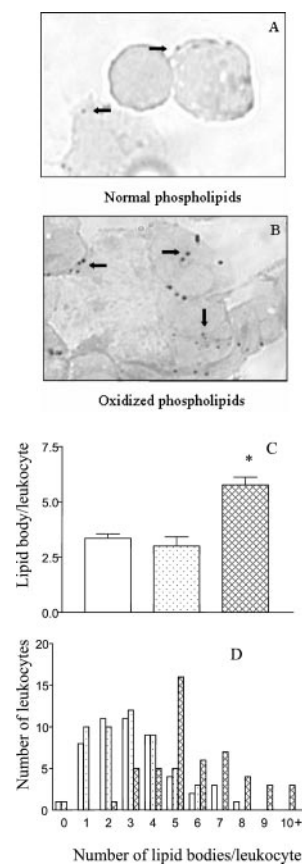 A
Normal phospholipids
B
Oxidized phospholipids
C
*
Lipid body/leukocyte
7.5
5.0
2.5
0.0
D
Number of leukocytes
20
15
10
5
0
0 1 2 3 4 5 6 7 8 9 10+
Number of lipid bodies/leukocyte